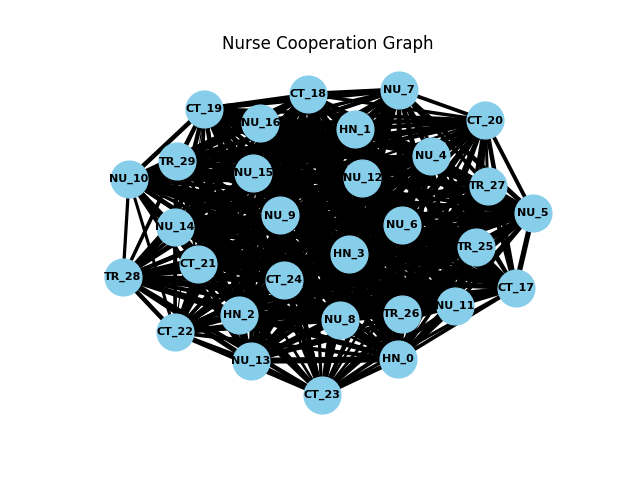 Nurse Cooperation Graph
NU_7
CT_18
CT_19
CT_20
NU_16
HN_1
NU_4
TR_29
NU_15
NU_12
NU_10
TR_27
NU_5
NU_9
NU_6
NU_14
TR_25
HN_3
CT_21
TR_28
CT_24
CT_17
NU_11
HN_2
TR_26
NU_8
CT_22
HN_0
NU_13
CT_23